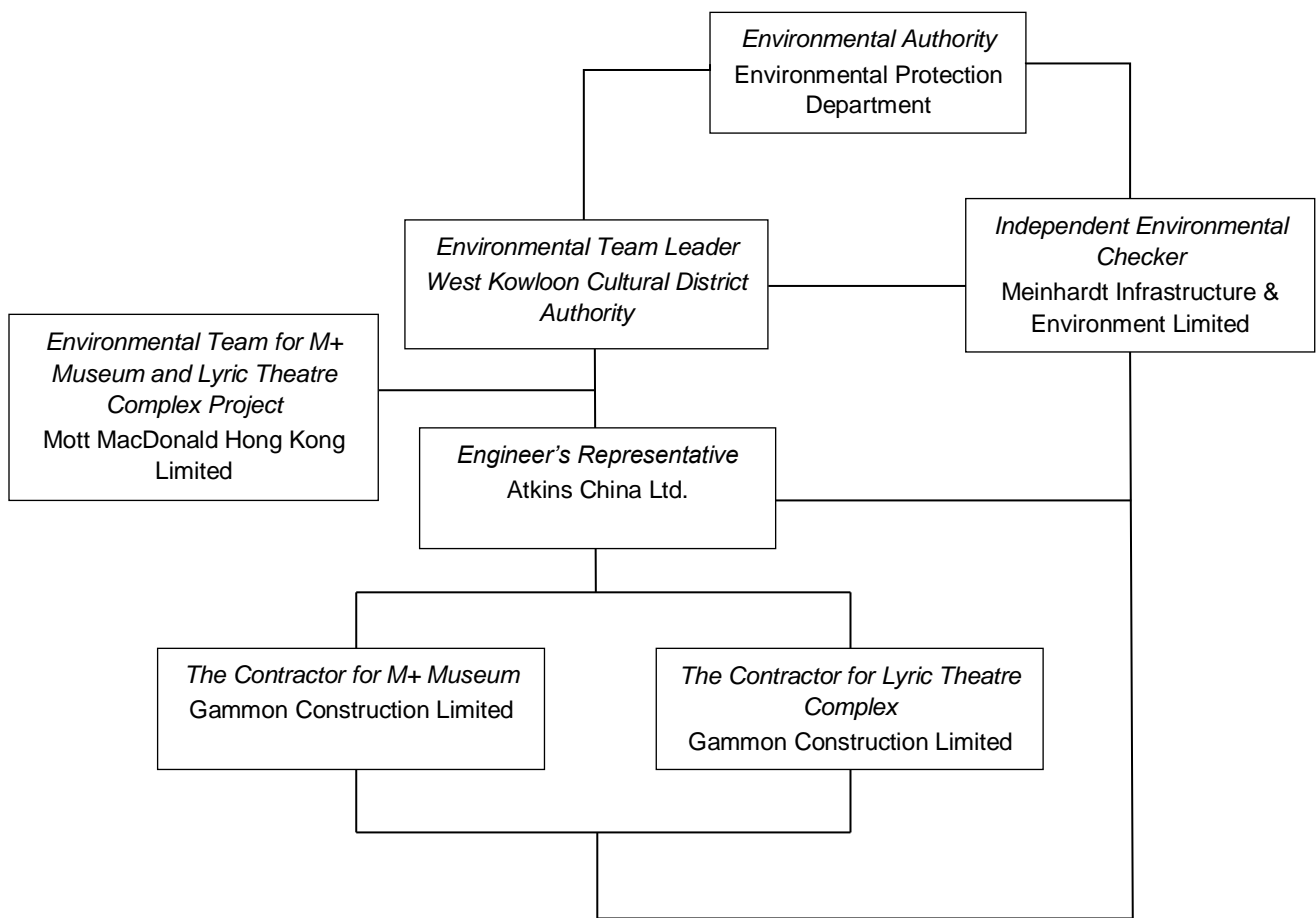 Environmental Authority
Environmental Protection
Department
Environmental Team Leader
West Kowloon Cultural District
Authority
Independent Environmental
Checker
Meinhardt Infrastructure &
Environment Limited
Environmental Team for M+
Museum and Lyric Theatre
Complex Project
Mott MacDonald Hong Kong
Limited
Engineer’s Representative
Atkins China Ltd.
The Contractor for M+ Museum
Gammon Construction Limited
The Contractor for Lyric Theatre
Complex
Gammon Construction Limited